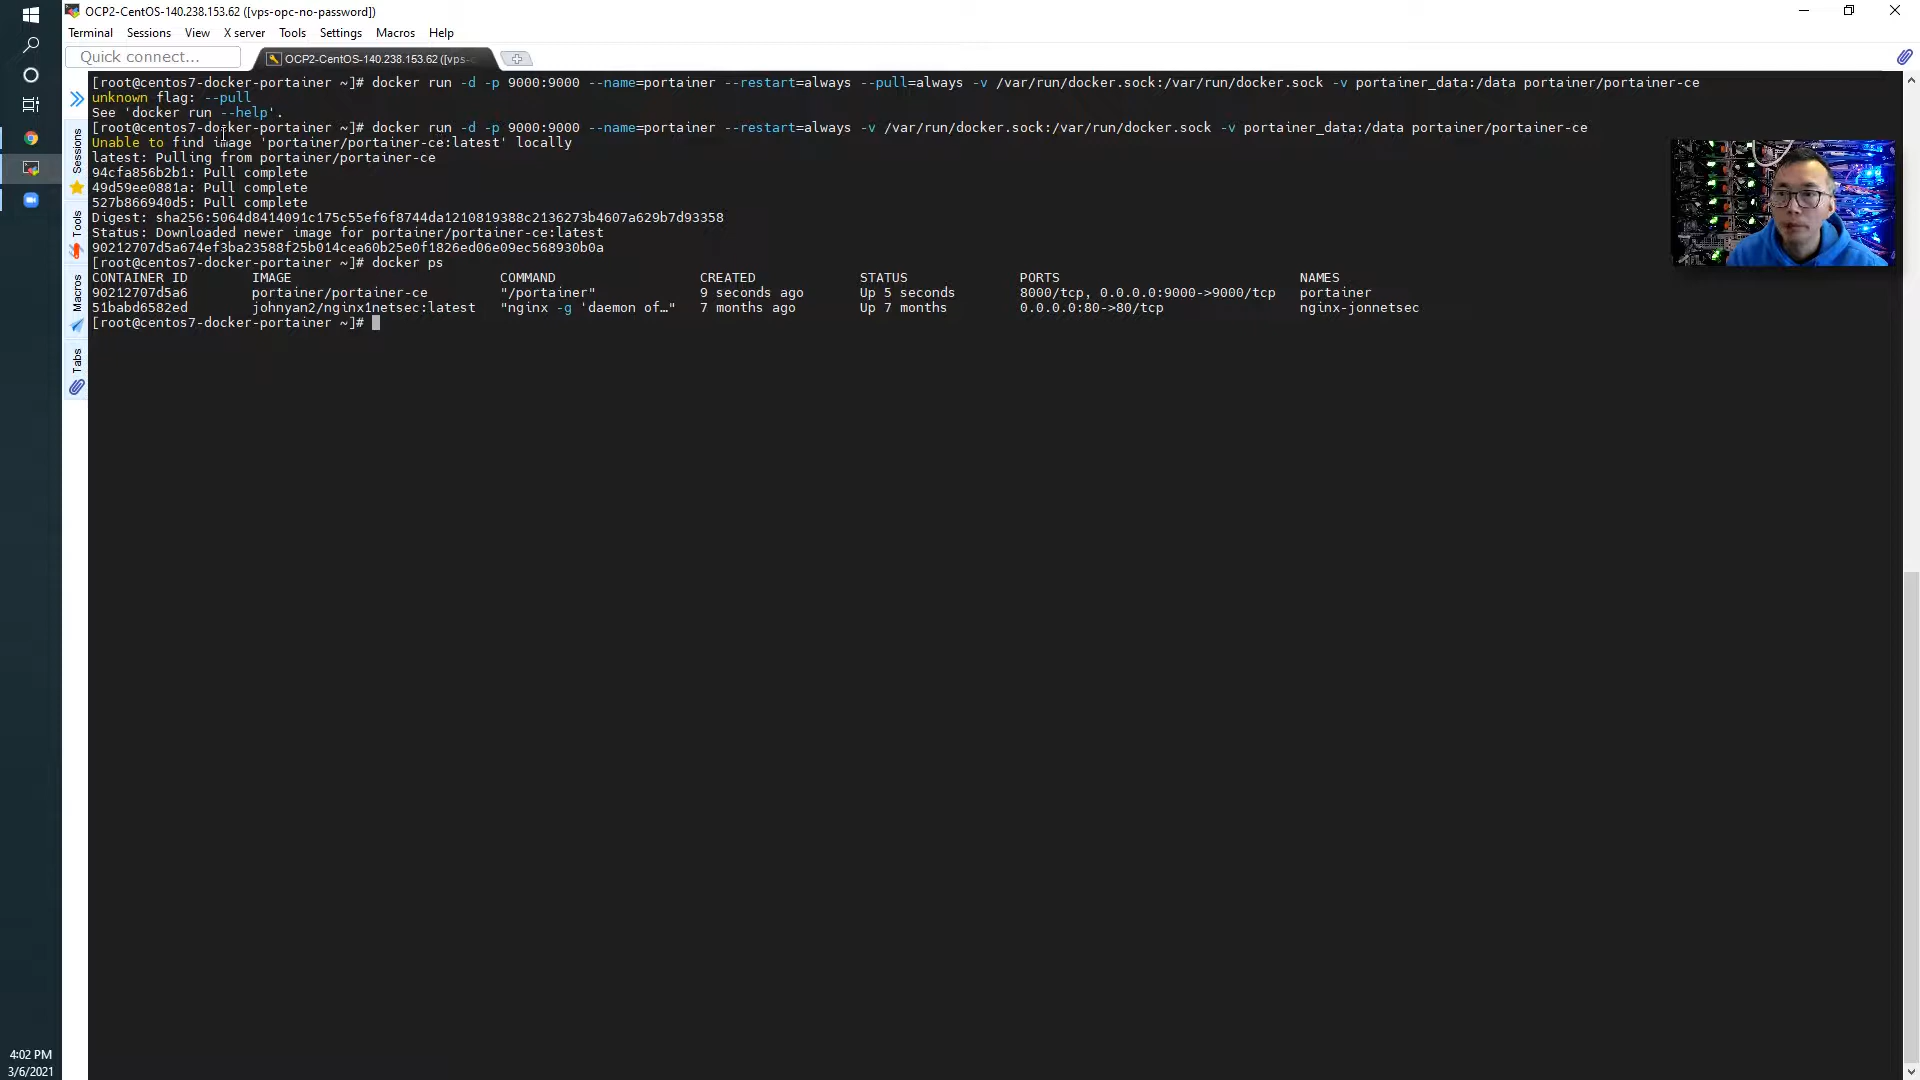 OCP2-CentOS-140.238.153.62 ([vps-opc-no-password])
Terminal Sessions View X server Tools Settings Macros Help
Quick connect...
OCP2-CentOS-140.238.153.62 ([vps-
[root@centos7-docker-portainer ~]# docker run -d -p 9000:9000 --name=portainer --restart=always --pull=always -v /var/run/docker.sock:/var/run/docker.sock -v portainer_data:/data portainer/portainer-ce
unknown flag: --pull
See 'docker run --help'.
[root@centos7-docker-portainer ~]# docker run -d -p 9000:9000 --name=portainer --restart=always -v /var/run/docker.sock:/var/run/docker.sock -v portainer_data:/data portainer/portainer-ce
Unable to find image 'portainer/portainer-ce:latest' locally
latest: Pulling from portainer/portainer-ce
94cfa856b2b1: Pull complete
49d59ee0881a: Pull complete
527b866940d5: Pull complete
Digest: sha256:5064d8414091c175c55ef6f8744da1210819388c2136273b4607a629b7d93358
Status: Downloaded newer image for portainer/portainer-ce:latest
90212707d5a674ef3ba23588f25b014cea60b25e0f1826ed06e09ec568930b0a
[root@centos7-docker-portainer ~]# docker ps
CONTAINER ID IMAGE COMMAND CREATED STATUS PORTS NAMES
90212707d5a6 portainer/portainer-ce "/portainer" 9 seconds ago Up 5 seconds 8000/tcp, 0.0.0.0:9000->9000/tcp portainer
51babd6582ed johnyan2/nginx1netsec:latest "nginx -g 'daemon of…" 7 months ago Up 7 months 0.0.0.0:80->80/tcp nginx-jonnetsec
[root@centos7-docker-portainer ~]#
Sessions
Tools
Macros
Tabs
4:02 PM
3/6/2021